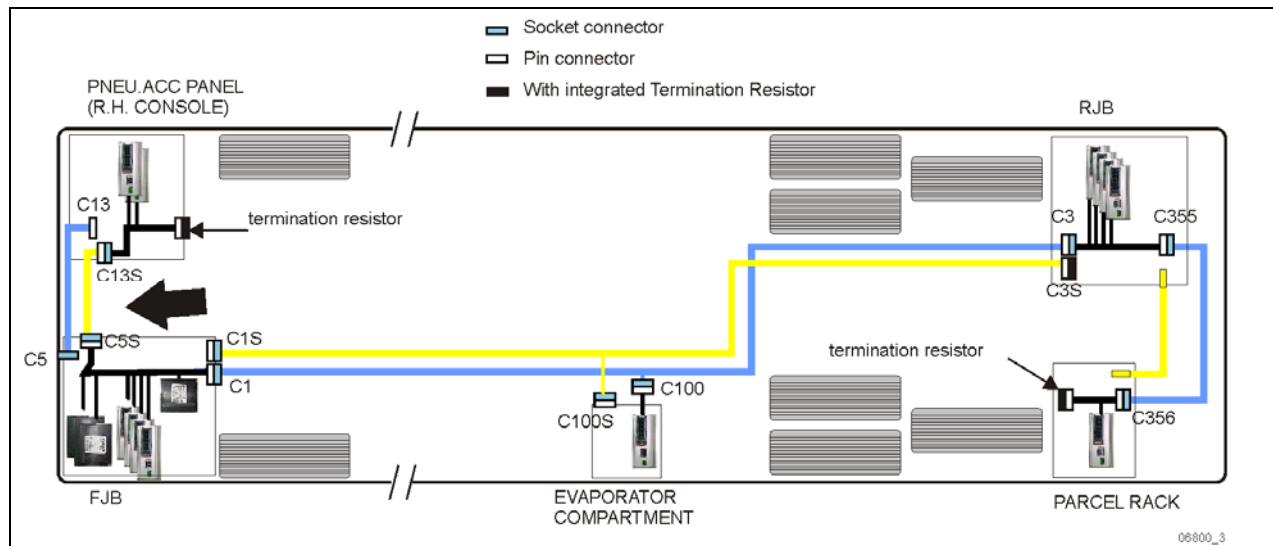 Socket connector
Pin connector
With integrated Termination Resistor
PNEU.ACC PANEL
(R.H. CONSOLE)
RJB
C13
termination resistor
C3
C355
C13S
C3S
C5S
C1S
C5
termination resistor
C1
C100
C100S
C356
FJB
EVAPORATOR
COMPARTMENT
PARCEL RACK
06800_3